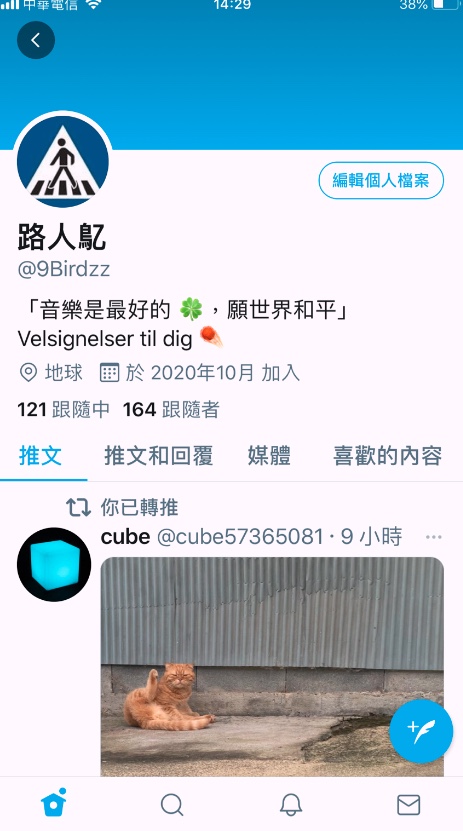 中華電信 14:29 38%
編輯個人檔案
路人鳦
@9Birdzz
「音樂是最好的 🍀，願世界和平」
Velsignelser til dig ☄️
地球 於 2020年10月 加入
121 跟隨中 164 跟隨者
推文 推文和回覆 媒體 喜歡的內容
你已轉推
cube @cube57365081 · 9 小時 ...